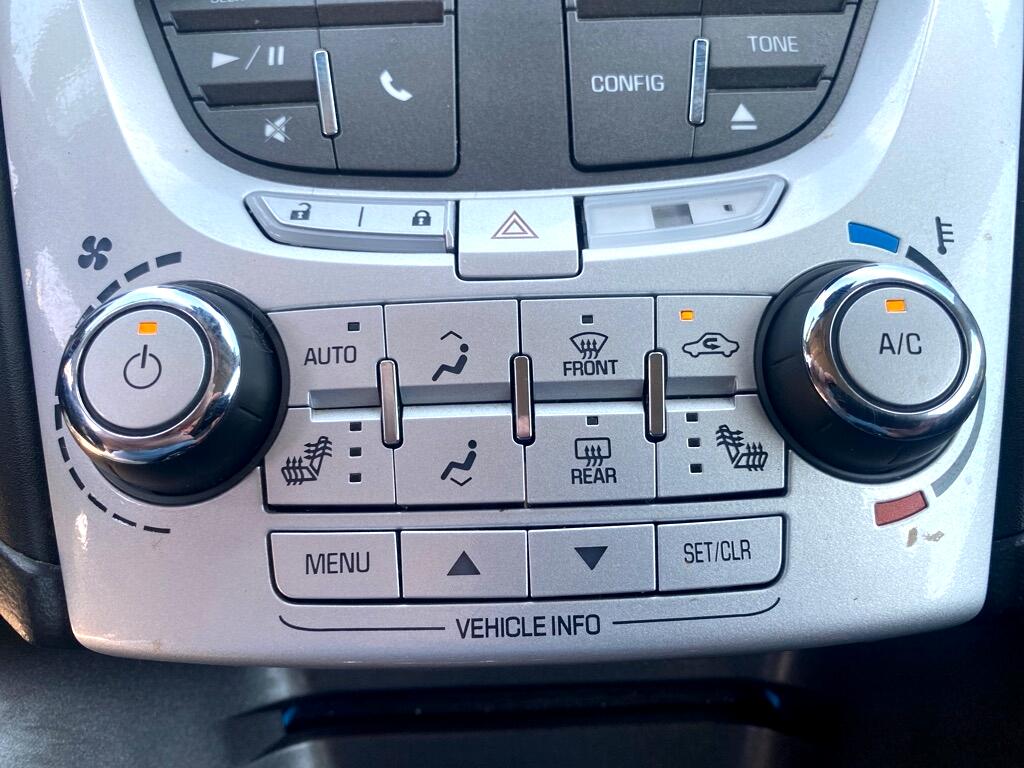 TONE
CONFIG
AUTO
FRONT
A/C
REAR
MENU
SET/CLR
VEHICLE INFO